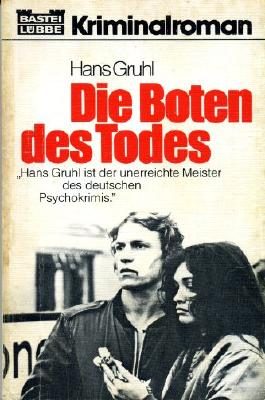 BASTEI
LÜBBE
Kriminalroman
Hans Gruhl
Die Boten
des Todes
„Hans Gruhl ist der unerreichte Meister
des deutschen
Psychokrimis."